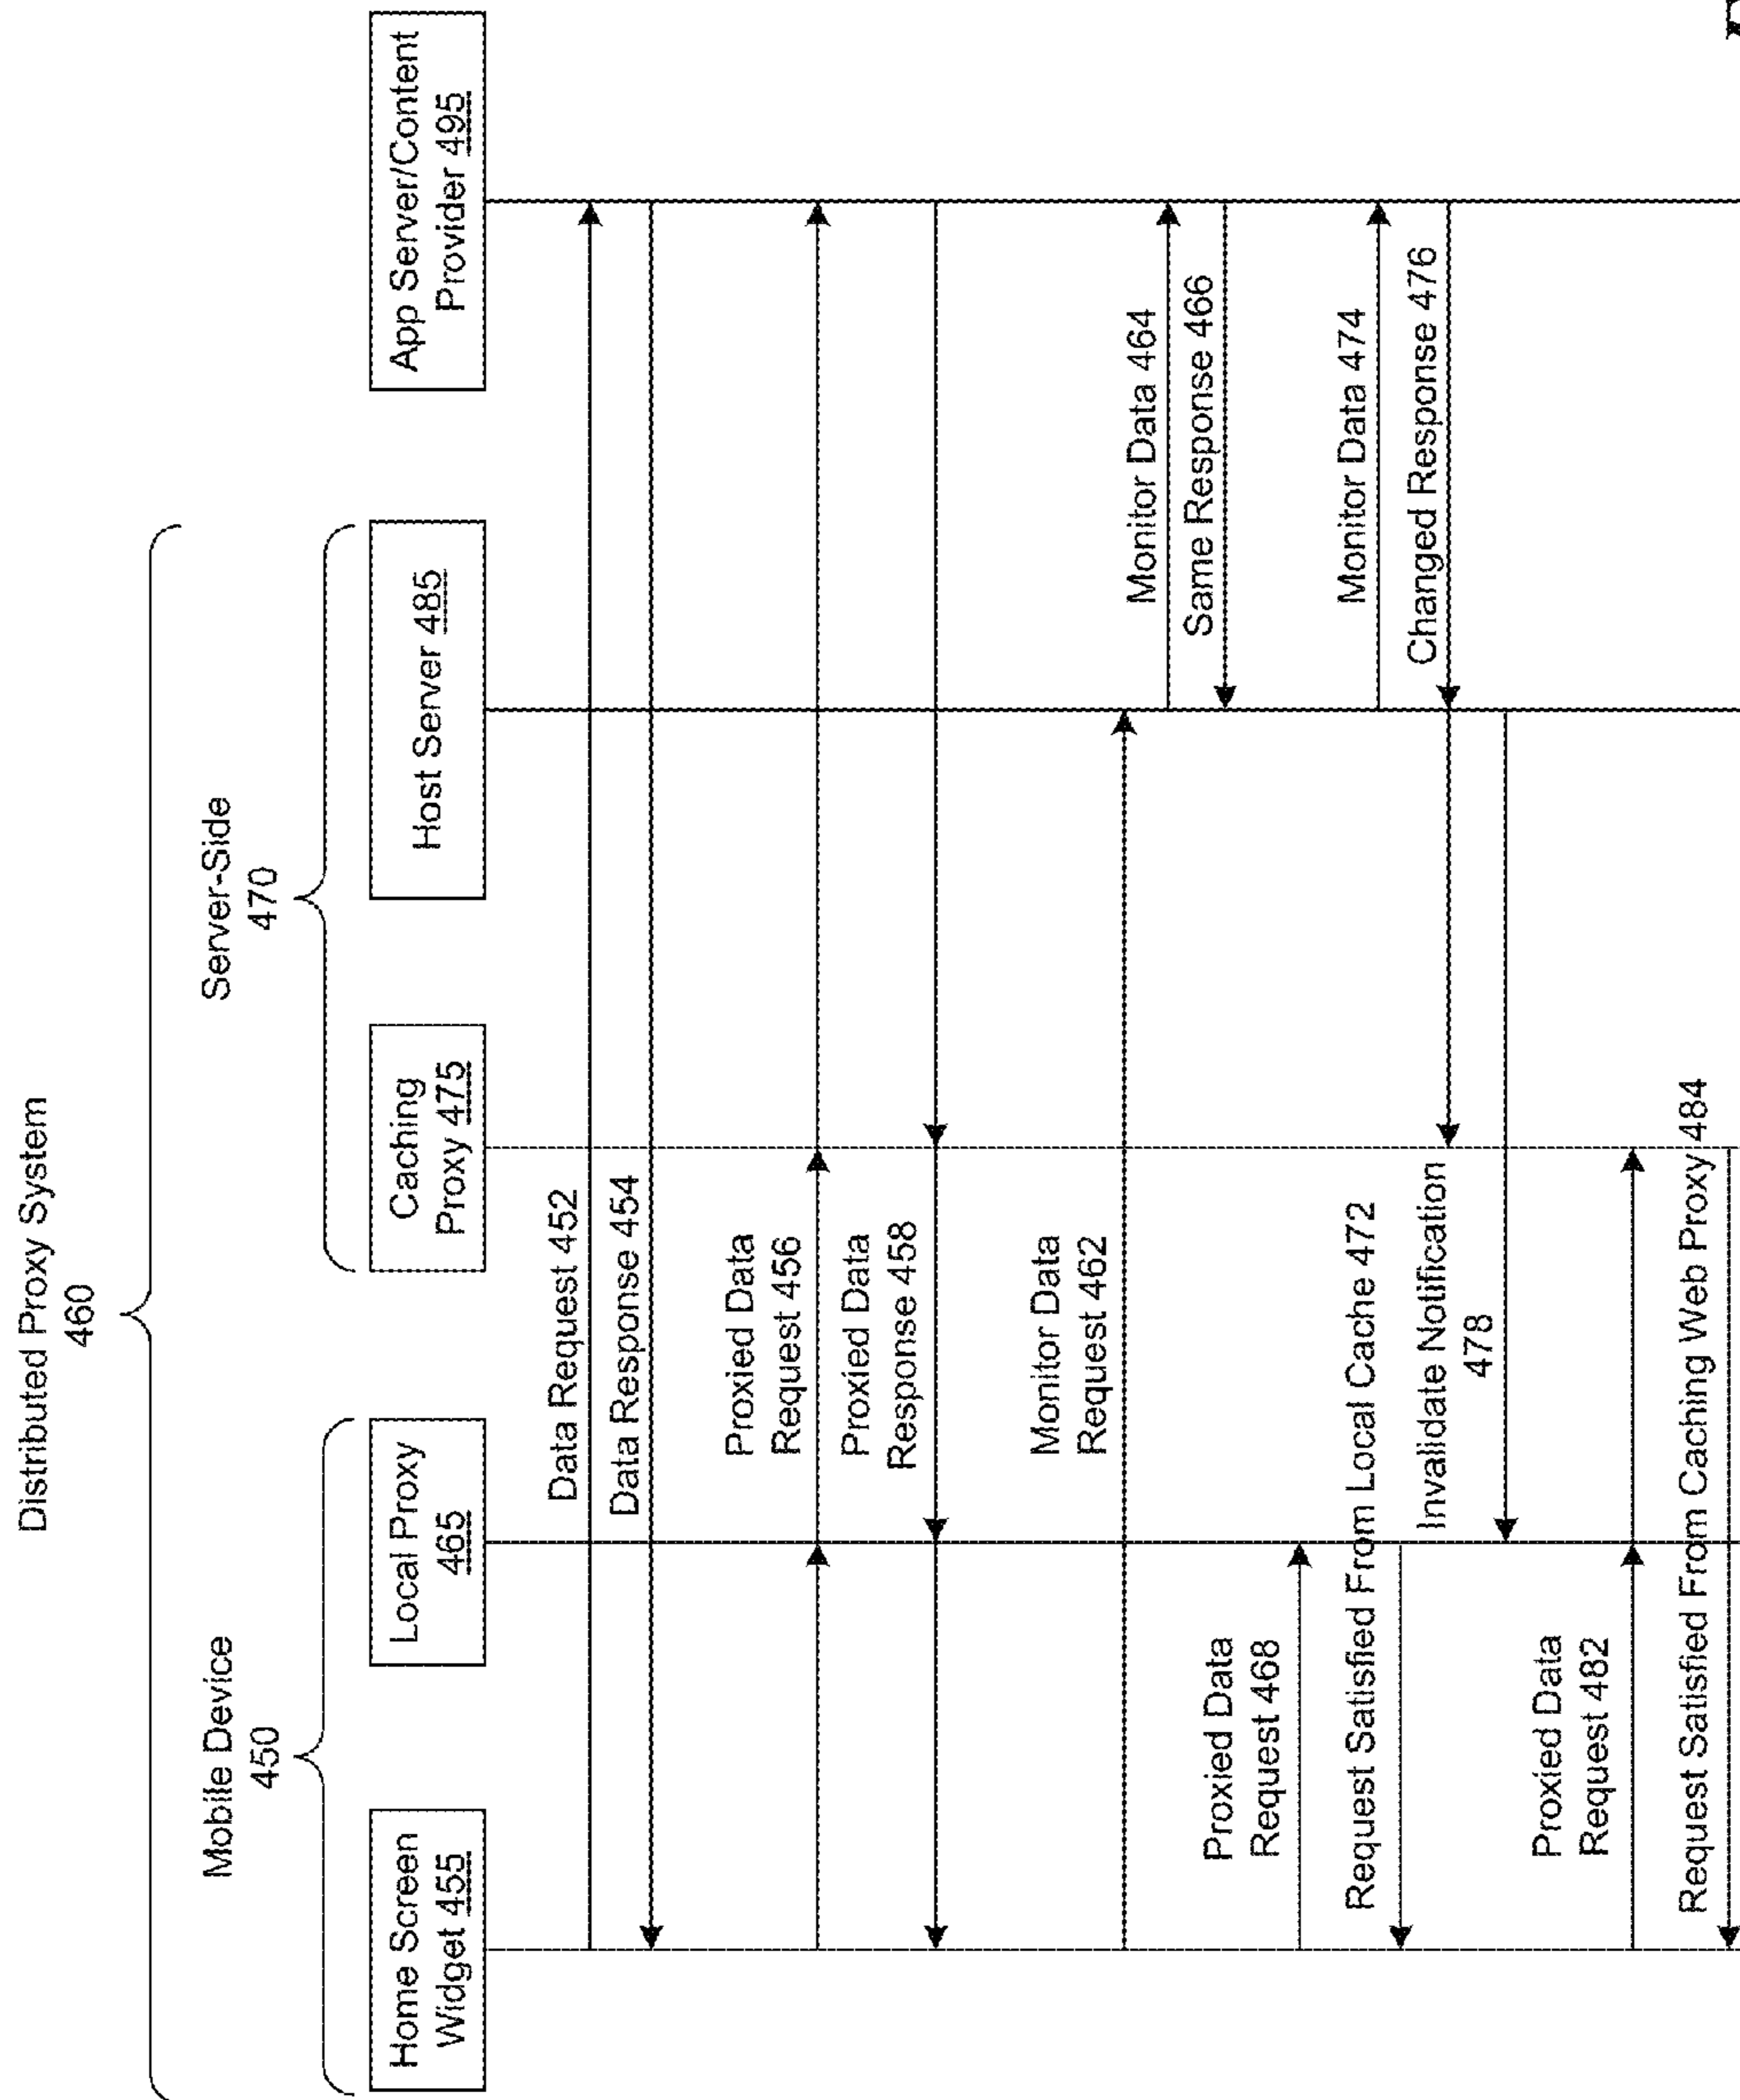 Distributed Proxy System
460
Mobile Device
450
Server-Side
470
Home Screen
Widget 455
Local Proxy
465
Caching
Proxy 475
Host Server 485
App Server/Content
Provider 495
Data Request 452
Data Response 454
Proxied Data
Request 456
Proxied Data
Response 458
Monitor Data
Request 462
Monitor Data 464
Same Response 466
Proxied Data
Request 468
Request Satisfied From Local Cache 472
Monitor Data 474
Changed Response 476
Invalidate Notification
478
Proxied Data
Request 482
Request Satisfied From Caching Web Proxy 484